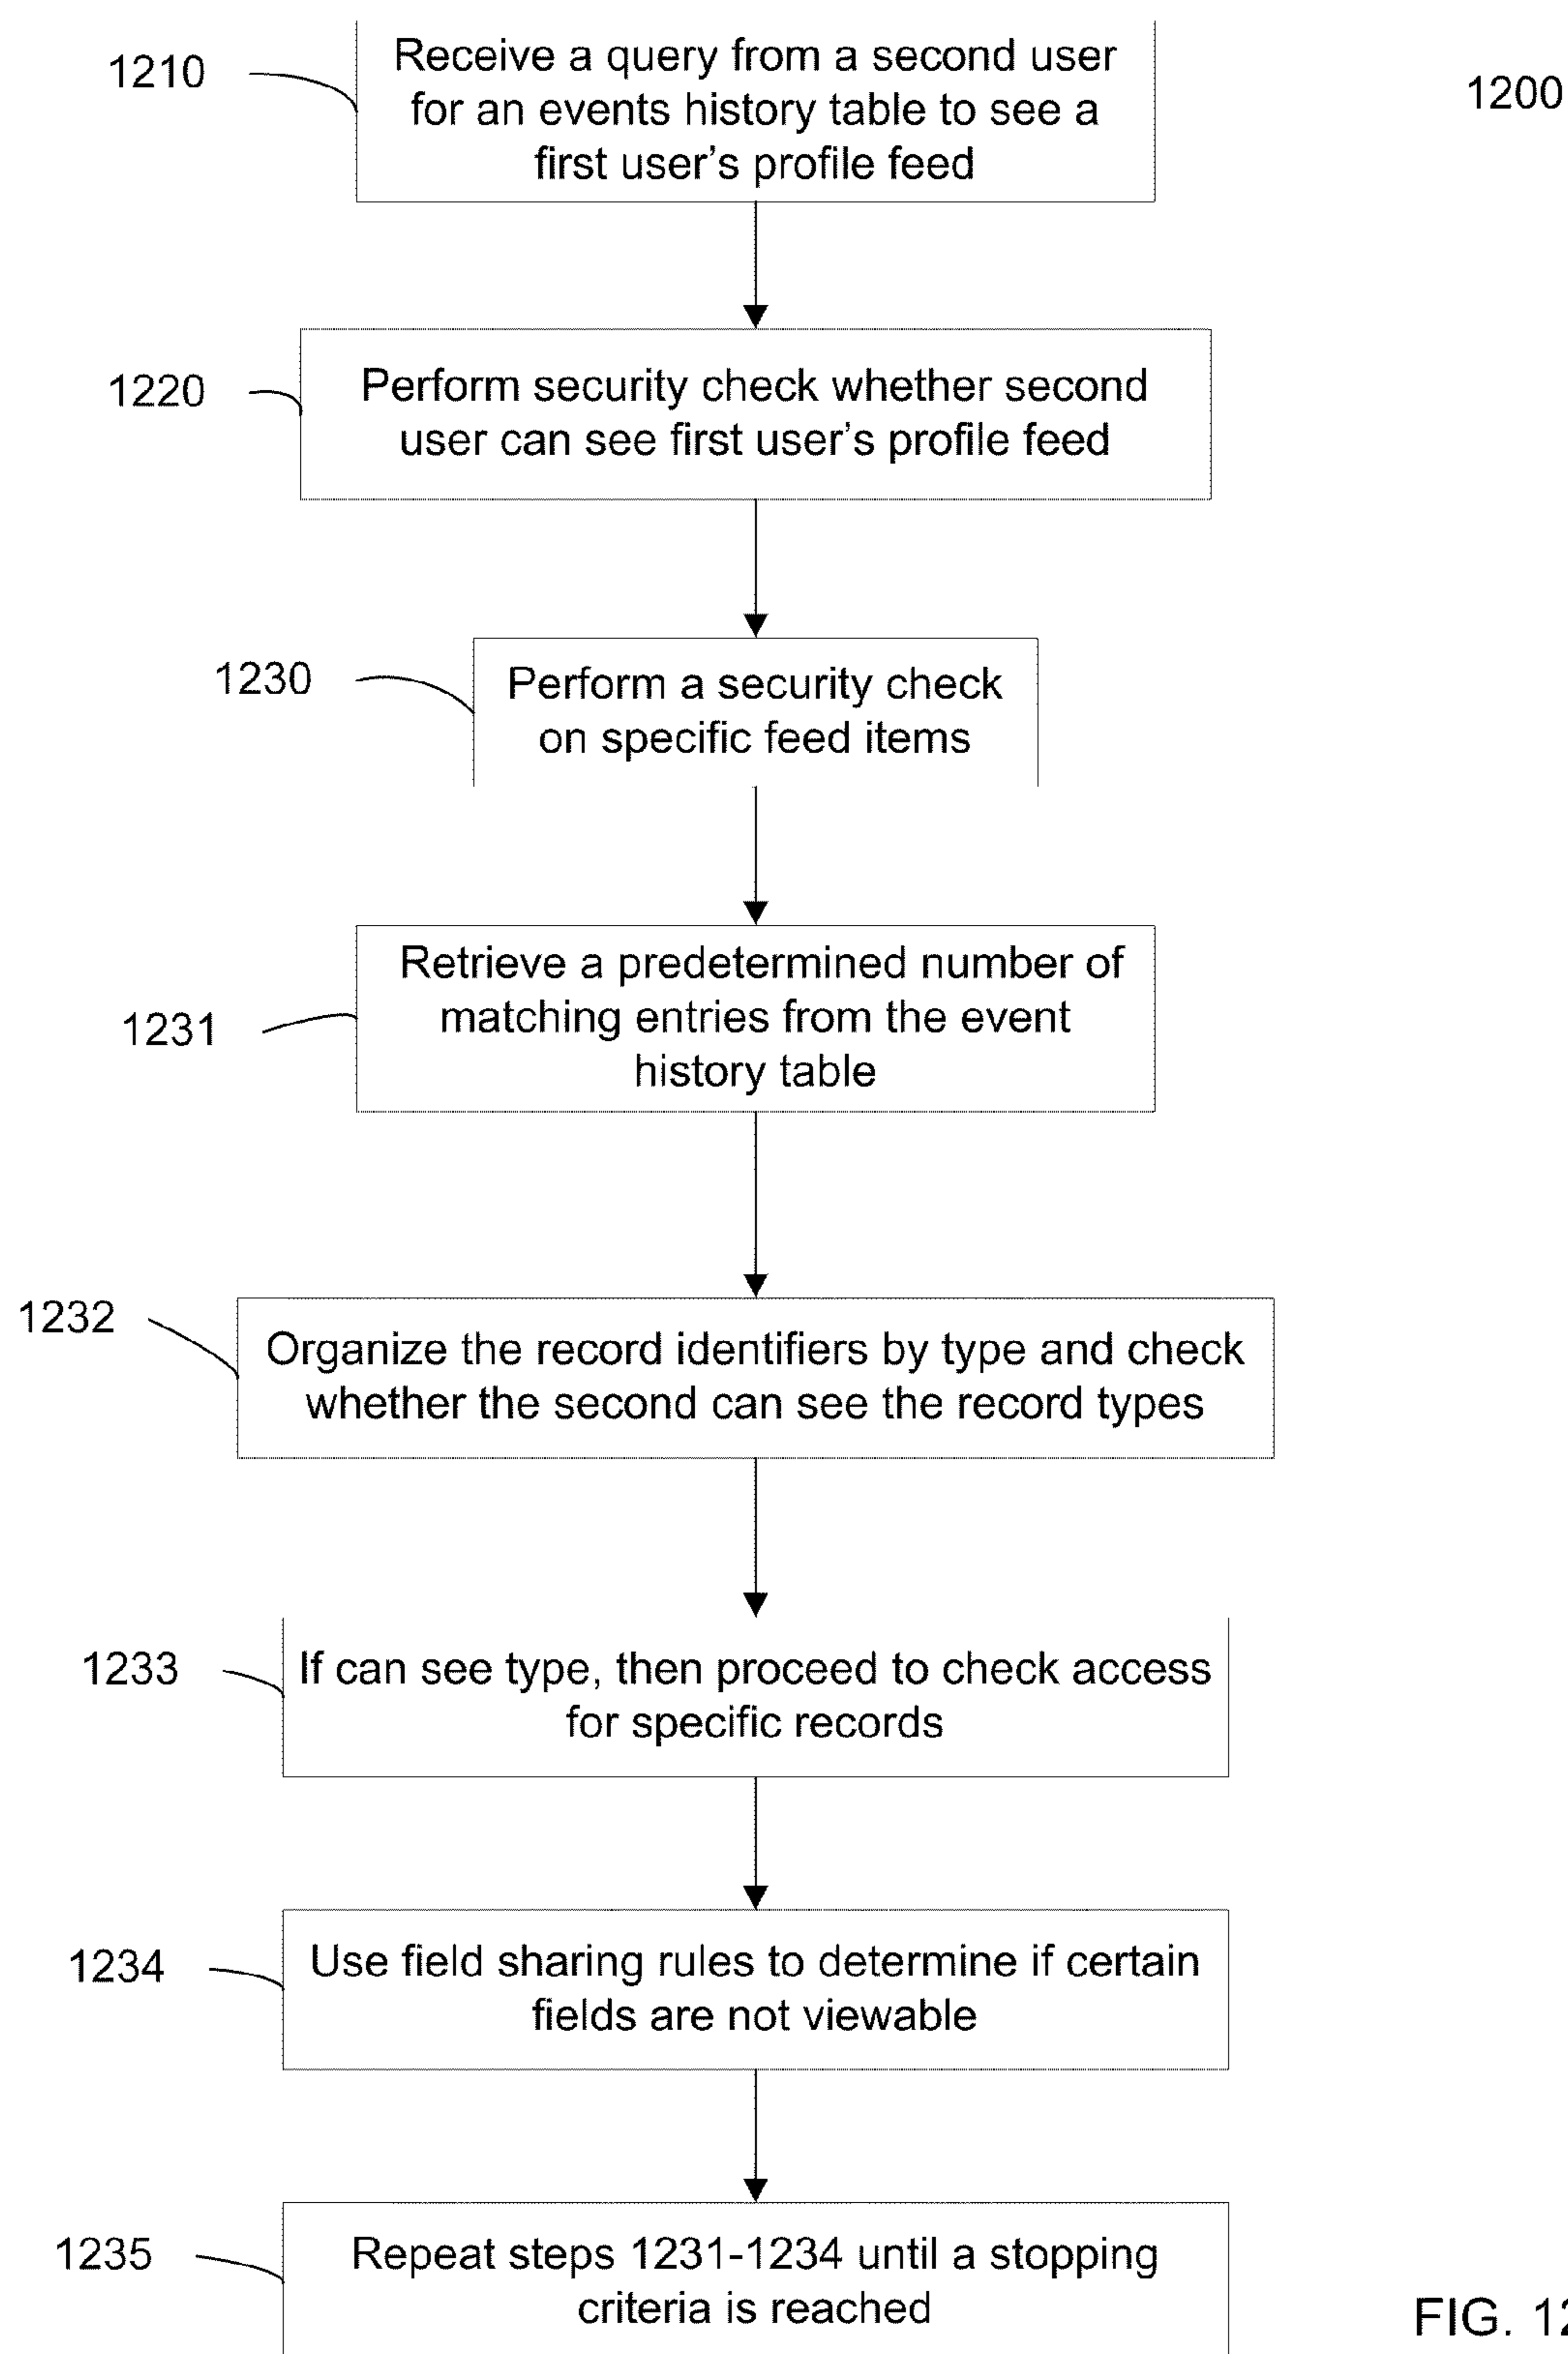 1210
Receive a query from a second user
for an events history table to see a
first user's profile feed
1200
1220
Perform security check whether second
user can see first user's profile feed
1230
Perform a security check
on specific feed items
1231
Retrieve a predetermined number of
matching entries from the event
history table
1232
Organize the record identifiers by type and check
whether the second can see the record types
1233
If can see type, then proceed to check access
for specific records
1234
Use field sharing rules to determine if certain
fields are not viewable
1235
Repeat steps 1231-1234 until a stopping
criteria is reached
FIG. 12